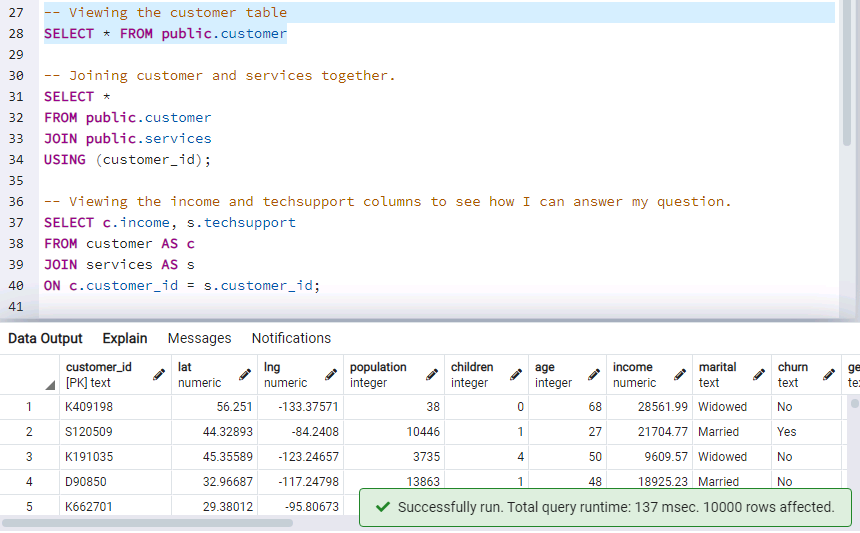 27 -- Viewing the customer table
28 SELECT * FROM public.customer
29
30 -- Joining customer and services together.
31 SELECT *
32 FROM public.customer
33 JOIN public.services
34 USING (customer_id);
35
36 -- Viewing the income and techsupport columns to see how I can answer my question.
37 SELECT c.income, s.techsupport
38 FROM customer AS c
39 JOIN services AS s
40 ON c.customer_id = s.customer_id;
41
Data Output Explain Messages Notifications
customer_id lat lng population children age income marital churn ge
[PK] text numeric numeric integer integer integer numeric text text te
1 K409198 56.251 -133.37571 38 0 68 28561.99 Widowed No
2 S120509 44.32893 -84.2408 10446 1 27 21704.77 Married Yes
3 K191035 45.35589 -123.24657 3735 4 50 9609.57 Widowed No
4 D90850 32.96687 -117.24798 13863 1 48 18925.23 Married No
5 K662701 29.38012 -95.80673
Successfully run. Total query runtime: 137 msec. 10000 rows affected.